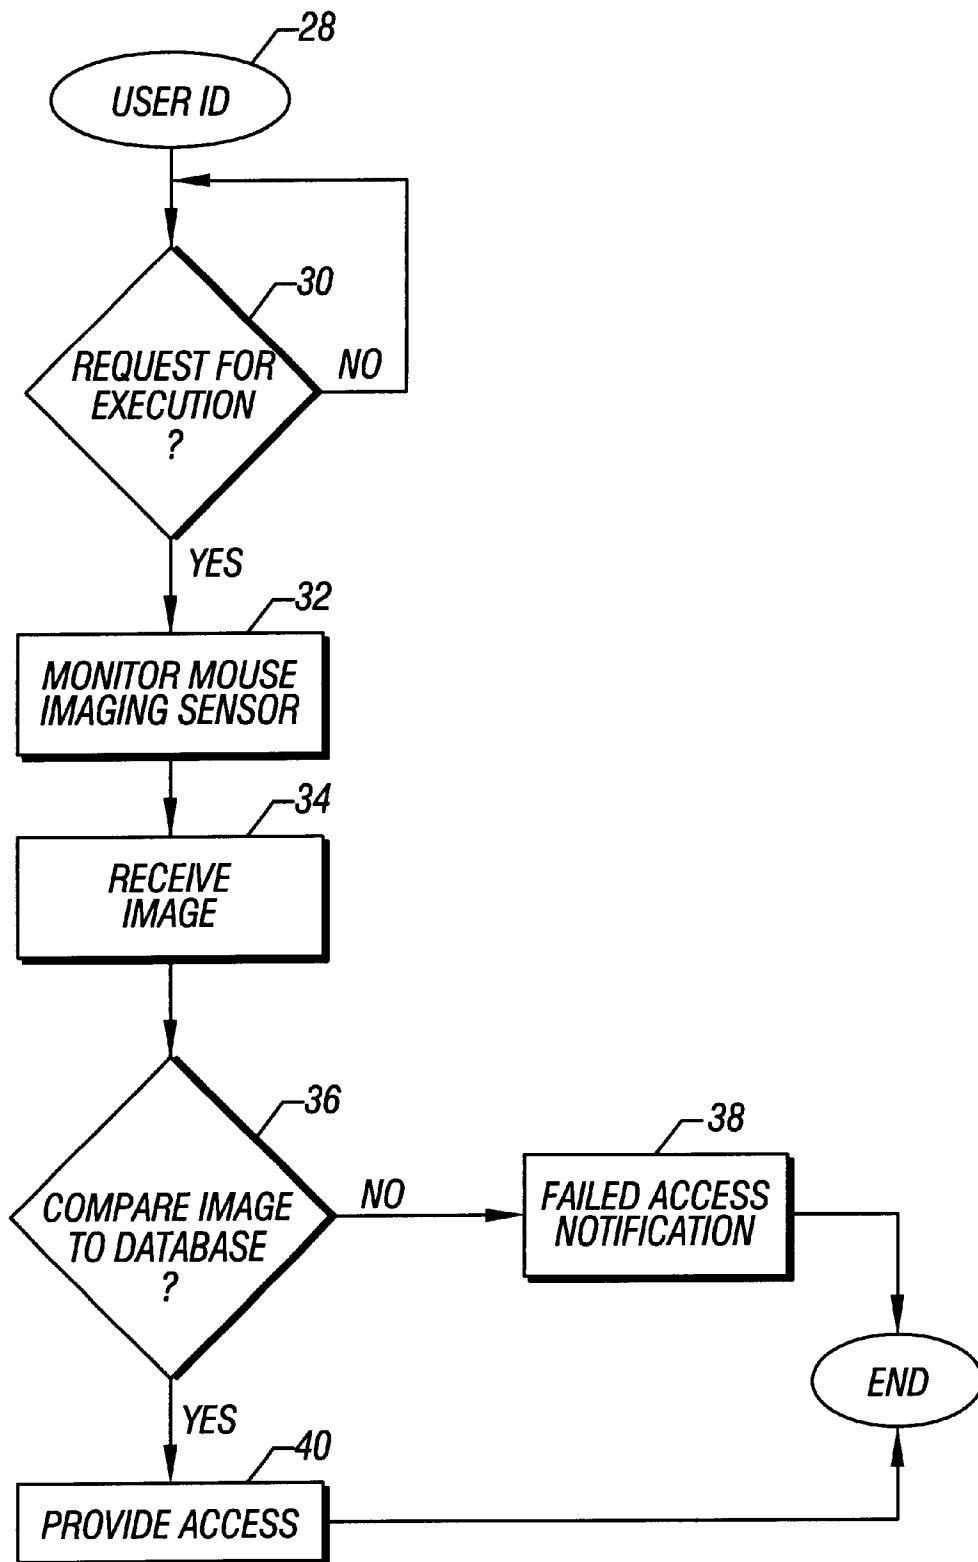 28
USER ID
30
REQUEST FOR
EXECUTION
?
NO
YES
32
MONITOR MOUSE
IMAGING SENSOR
34
RECEIVE
IMAGE
36
COMPARE IMAGE
TO DATABASE
?
NO
38
FAILED ACCESS
NOTIFICATION
END
YES
40
PROVIDE ACCESS